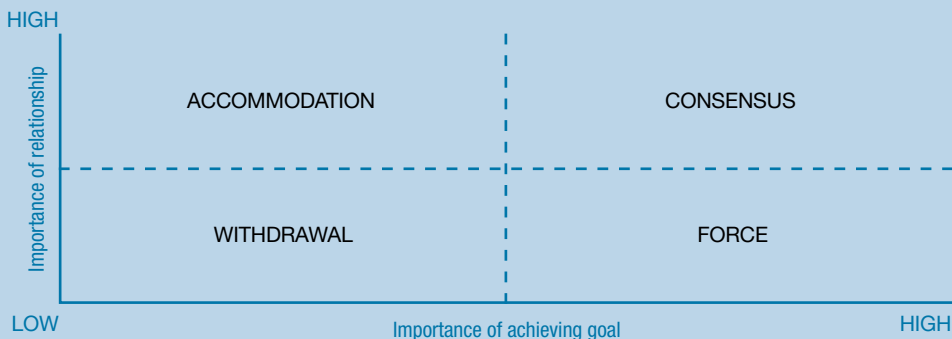 HIGH
Importance of relationship
ACCOMMODATION
CONSENSUS
WITHDRAWAL
FORCE
LOW
Importance of achieving goal
HIGH